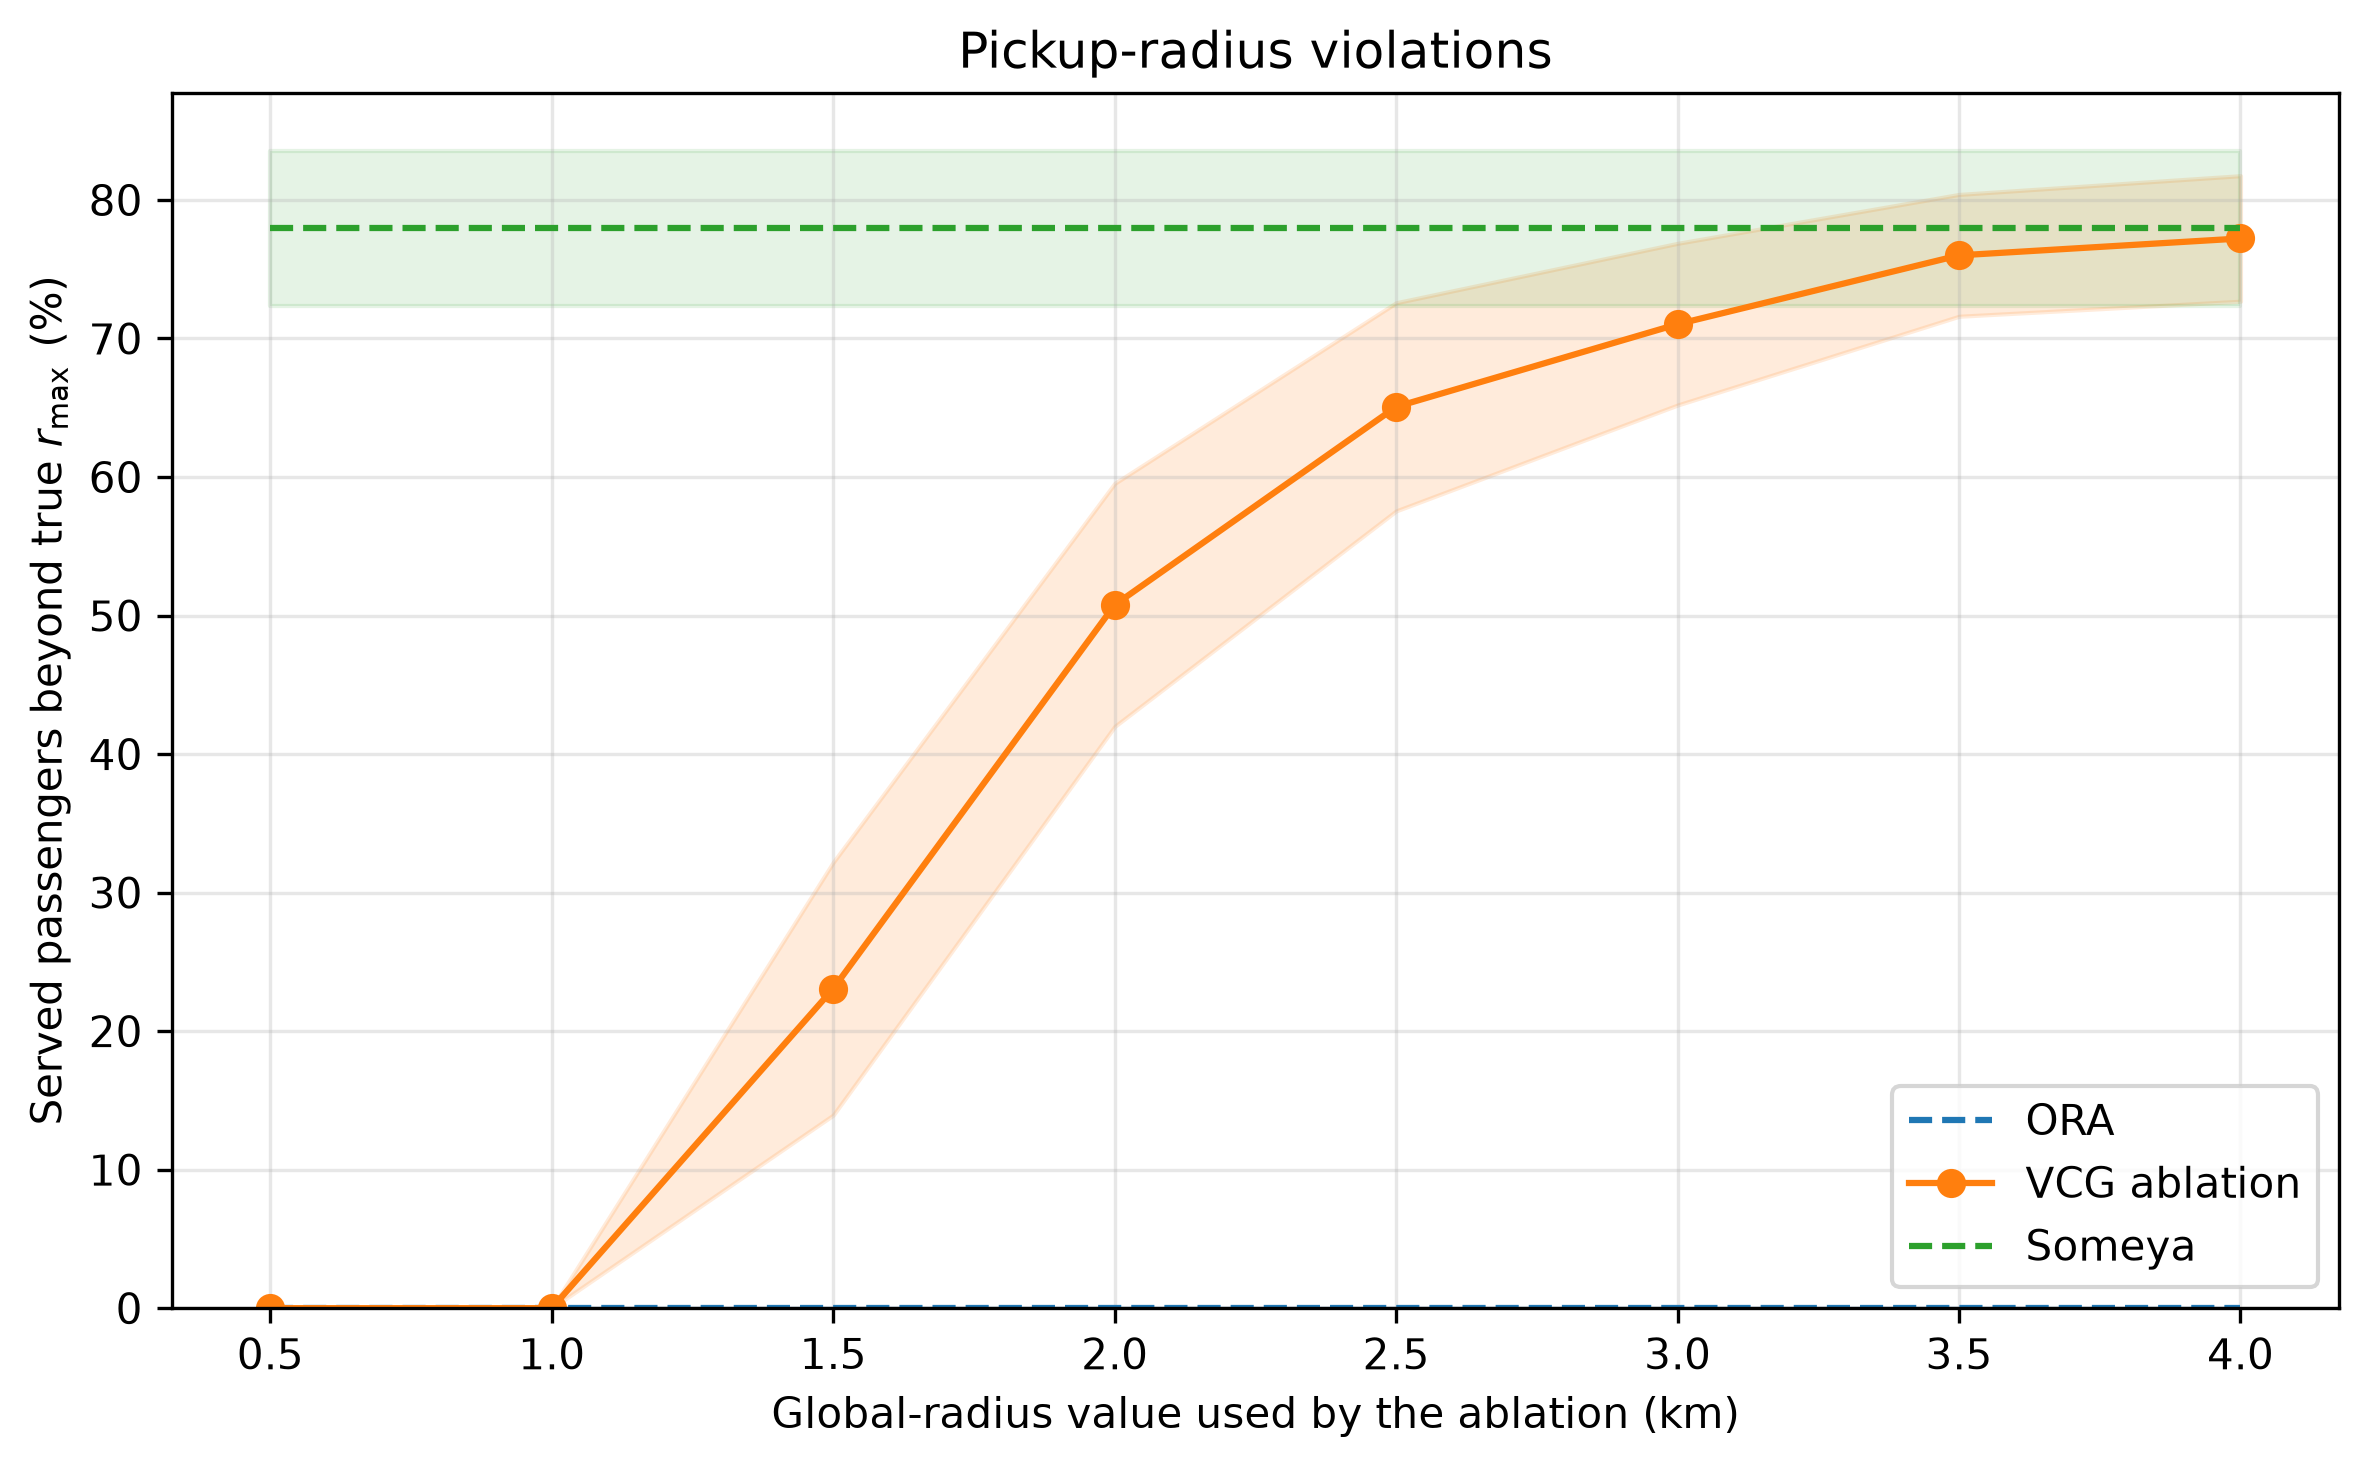 Pickup-radius violations
Served passengers beyond true r_max (%)
80
70
60
50
40
30
20
10
0
0.5 1.0 1.5 2.0 2.5 3.0 3.5 4.0
Global-radius value used by the ablation (km)
ORA
VCG ablation
Someya